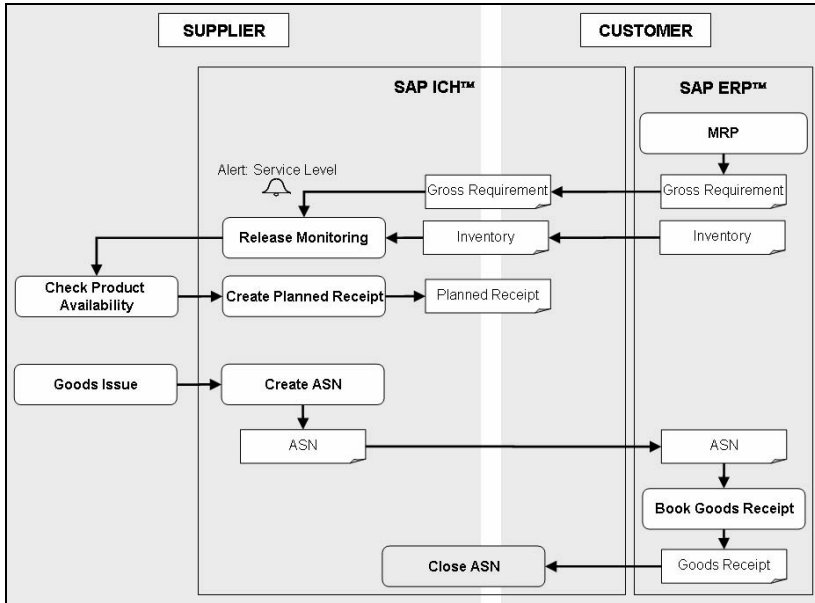 SUPPLIER
CUSTOMER
SAP ICH™
SAP ERP™
MRP
Alert: Service Level
Gross Requirement
Gross Requirement
Release Monitoring
Inventory
Inventory
Check Product
Availability
Create Planned Receipt
Planned Receipt
Goods Issue
Create ASN
ASN
ASN
Book Goods Receipt
Close ASN
Goods Receipt